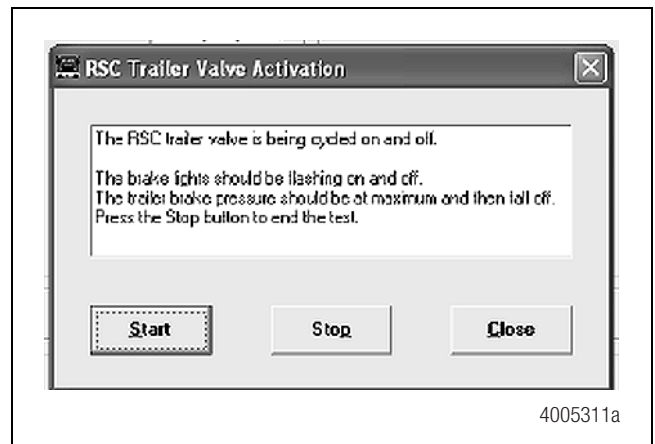 RSC Trailer Valve Activation
The RSC trailer valve is being cycled on and off.
The brake lights should be flashing on and off.
The trailer brake pressure should be at maximum and then fall off.
Press the Stop button to end the test.
Start Stop Close
4005311a